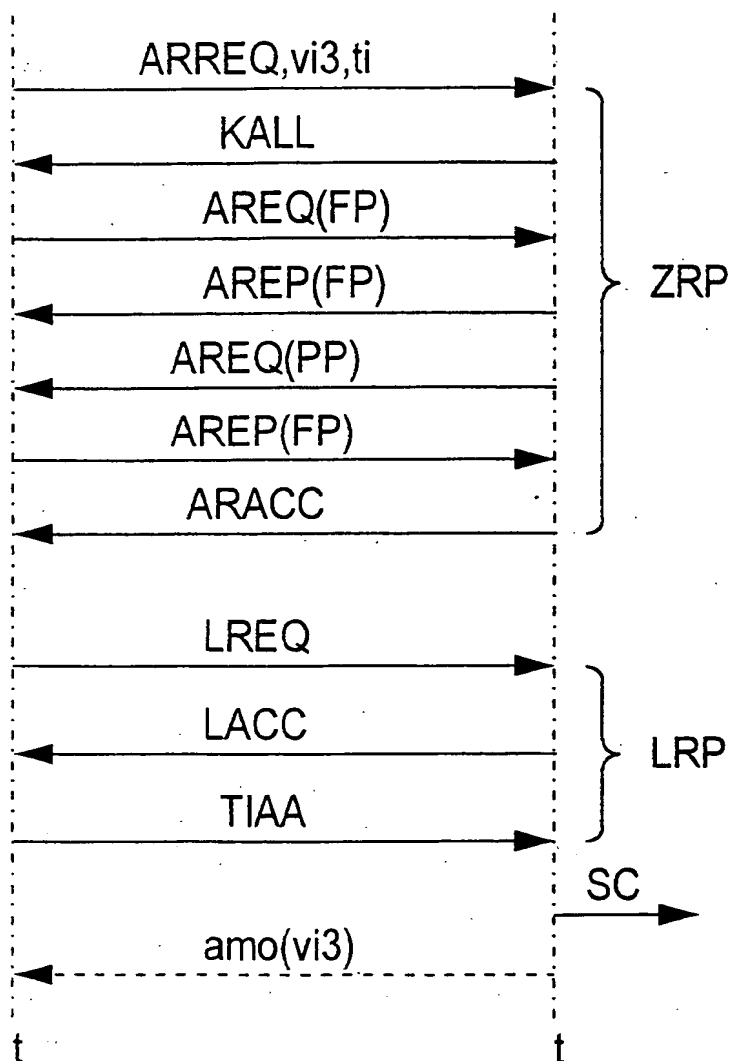 ARREQ,vi3,ti
KALL
AREQ(FP)
AREP(FP)
ZRP
AREQ(PP)
AREP(FP)
ARACC
LREQ
LACC
LRP
TIAA
SC
amo(vi3)
t t